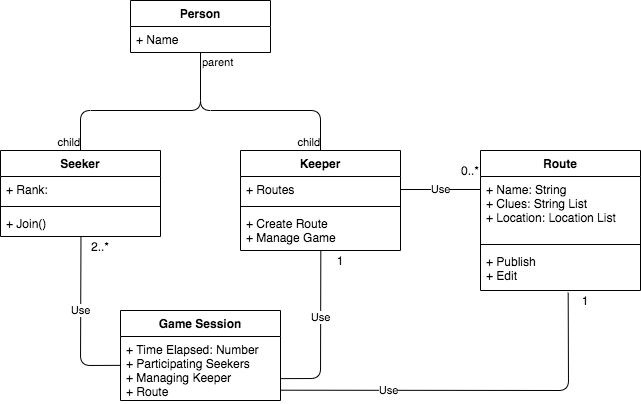 Person
+ Name
parent
child
child
Seeker
+ Rank:
+ Join()
2..*
Keeper
+ Routes
+ Create Route
+ Manage Game
1
Use
0..*
Route
+ Name: String
+ Clues: String List
+ Location: Location List
+ Publish
+ Edit
1
Use
Use
Game Session
+ Time Elapsed: Number
+ Participating Seekers
+ Managing Keeper
+ Route
Use